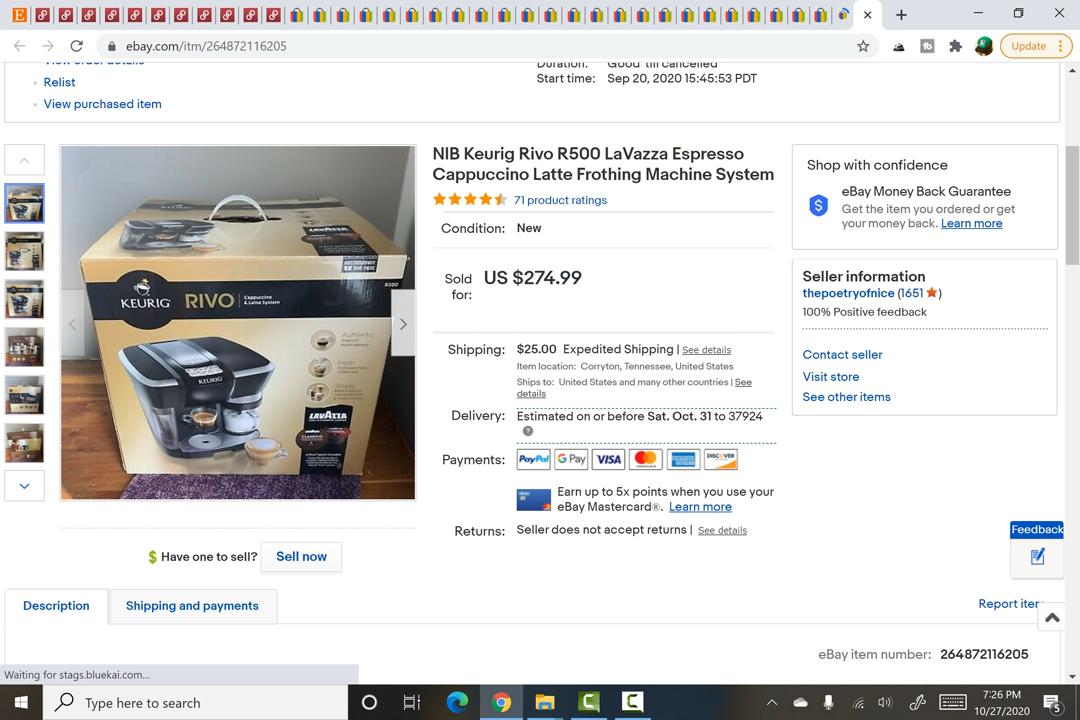 ebay.com/itm/264872116205
Update
View order details
Relist
View purchased item
Duration: Good 'till cancelled
Start time: Sep 20, 2020 15:45:53 PDT
NIB Keurig Rivo R500 LaVazza Espresso
Cappuccino Latte Frothing Machine System
71 product ratings
Condition: New
Sold
for:
US $274.99
Shipping: $25.00 Expedited Shipping | See details
Item location: Corryton, Tennessee, United States
Ships to: United States and many other countries | See
details
Delivery: Estimated on or before Sat. Oct. 31 to 37924
Payments: PayPal G Pay VISA DISCOVER
Earn up to 5x points when you use your
eBay Mastercard®. Learn more
Returns: Seller does not accept returns | See details
Shop with confidence
eBay Money Back Guarantee
Get the item you ordered or get
your money back. Learn more
Seller information
thepoetryofnice (1651)
100% Positive feedback
Contact seller
Visit store
See other items
KEURIG RIVO Cappuccino
& Latte System
R500
KEURIG
LAVAZZA
Have one to sell? Sell now
Feedback
Description
Shipping and payments
Report item
eBay item number: 264872116205
Waiting for stags.bluekai.com...
Type here to search
7:26 PM
10/27/2020
5